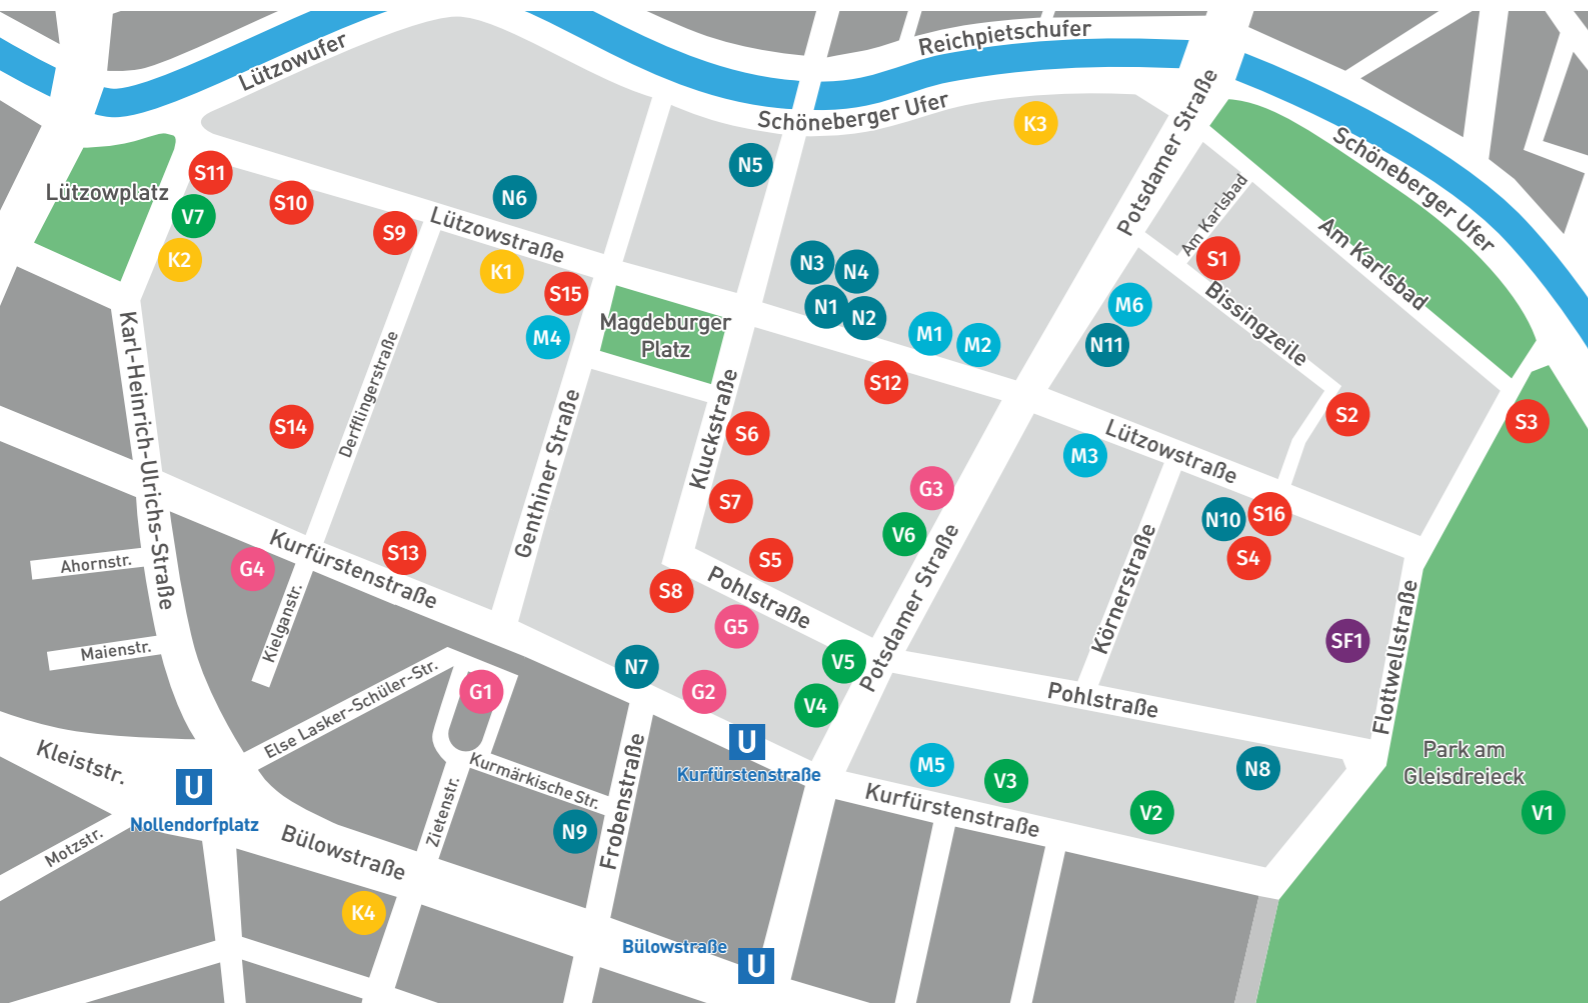 Lützowufer
Reichpietschufer
Schöneberger Ufer
K3
Potsdamer Straße
Schöneberger Ufer
Lützowplatz
S11
V7
K2
S10
S9
N6
N5
Lützowstraße
K1
S15
M4
Magdeburger
Platz
N3
N4
N1
N2
M1
M2
S12
Am Karlsbad
S1
Am Karlsbad
Bissingzeile
M6
N11
S2
S3
Karl-Heinrich-Ulrichs-Straße
Derfflingerstraße
S14
Genthiner Straße
Kluckstraße
S6
S7
G3
V6
M3
Lützowstraße
N10
S16
S4
Ahornstr.
G4
Kurfürstenstraße
S13
S5
S8
Pohlstraße
G5
Potsdamer Straße
Körnerstraße
SF1
Flottwellstraße
Maienstr.
Kielganstr.
N7
G2
V5
V4
Pohlstraße
Else Lasker-Schüler-Str.
G1
Kleiststr.
U
Nollendorfplatz
U
Kurfürstenstraße
Kurmärkische Str.
Zietenstr.
Frobenstraße
N9
M5
V3
Kurfürstenstraße
V2
N8
Park am
Gleisdreieck
V1
Motzstr.
Bülowstraße
K4
Bülowstraße
U